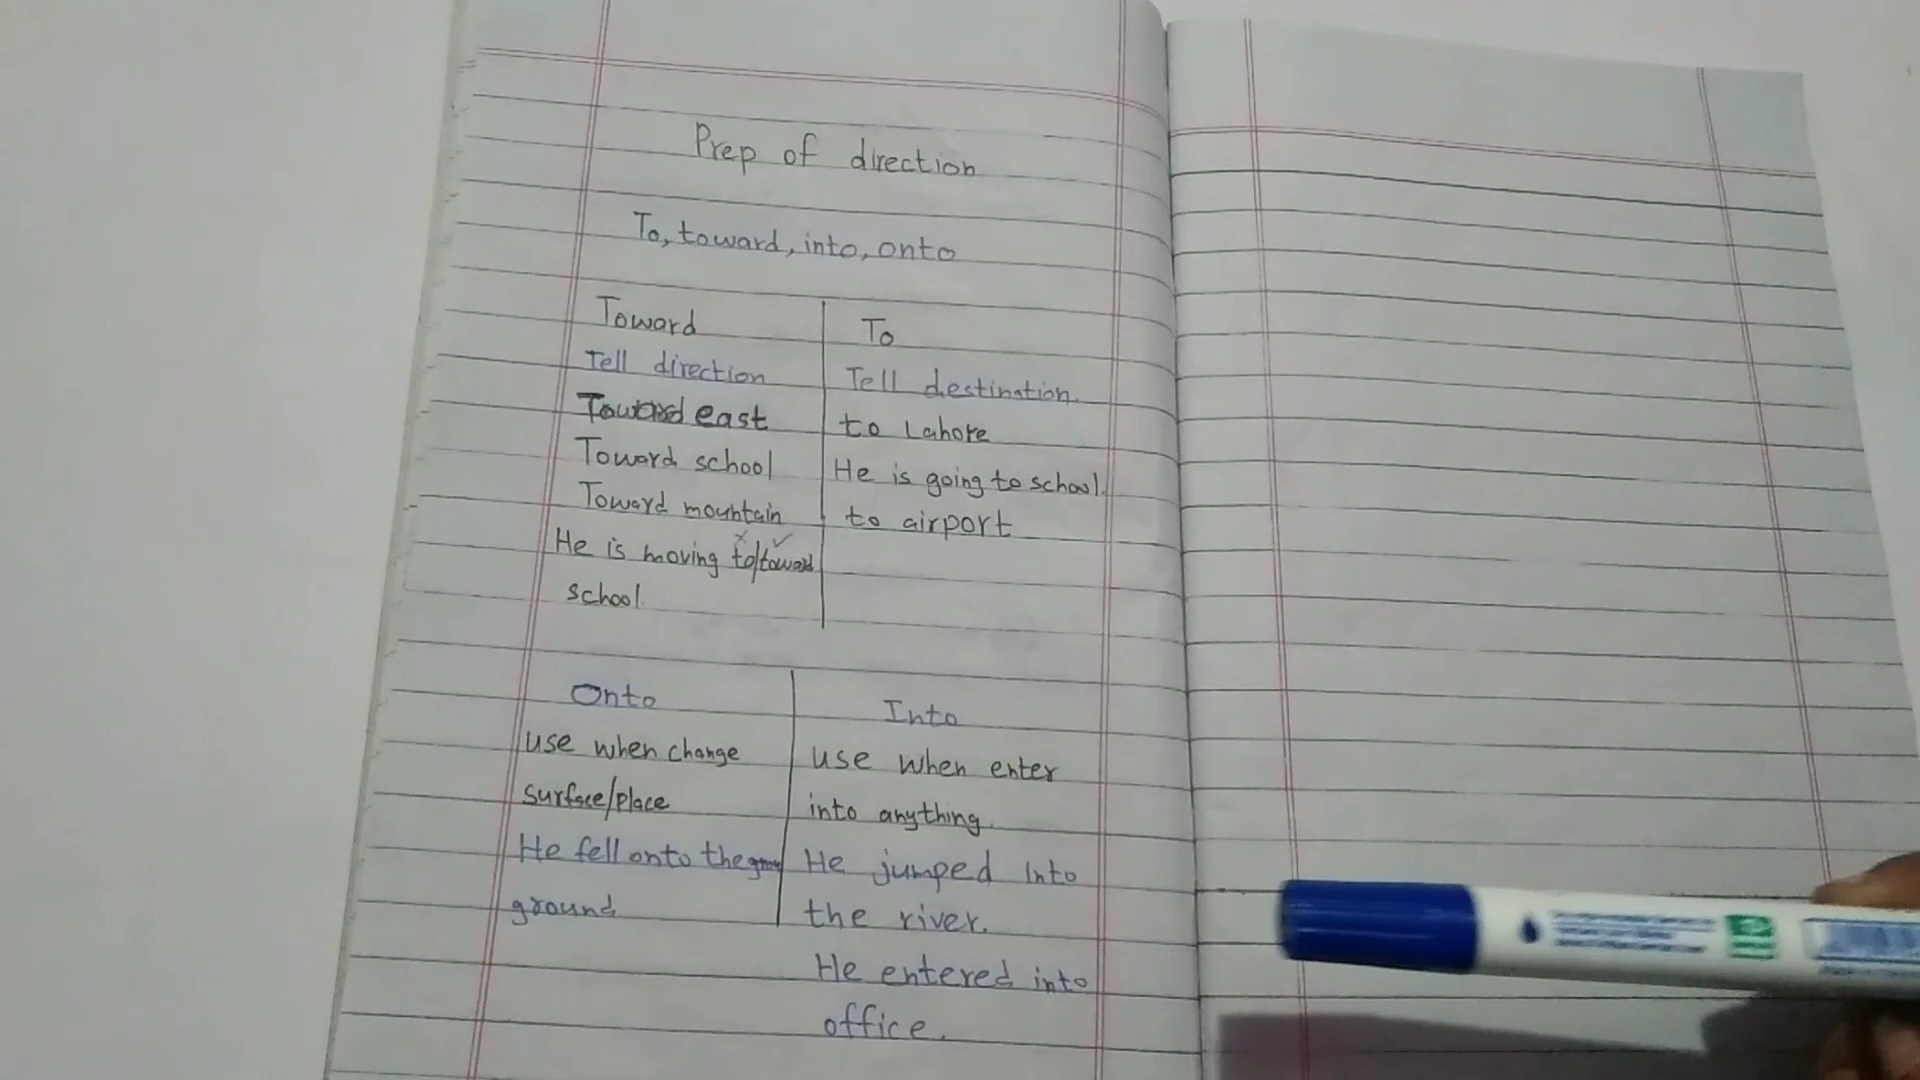 Prep of direction
To, toward, into, onto
Toward
Tell direction
Toward east
Toward school
Toward mountain
He is moving to/toward
school
To
Tell destination.
to Lahore
He is going to school.
to airport
Onto
use when change
surface/place
He fell onto the
ground
Into
use when enter
into anything.
He jumped into
the river.
He entered into
office.